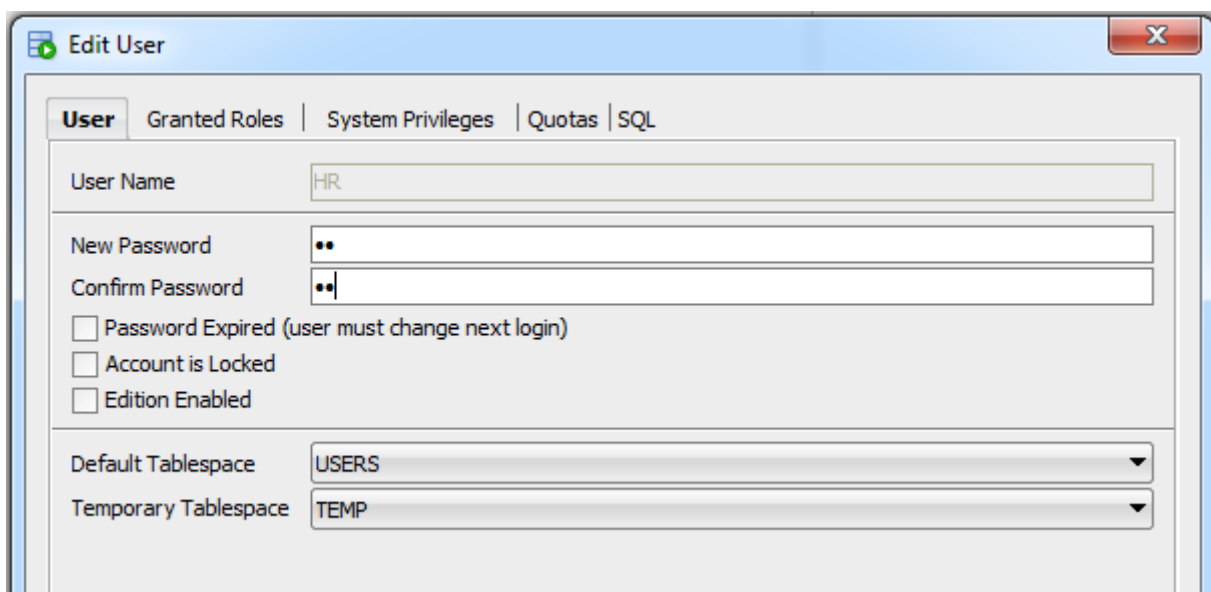 Edit User
User Granted Roles System Privileges Quotas SQL
User Name HR
New Password ••
Confirm Password ••
Password Expired (user must change next login)
Account is Locked
Edition Enabled
Default Tablespace USERS
Temporary Tablespace TEMP